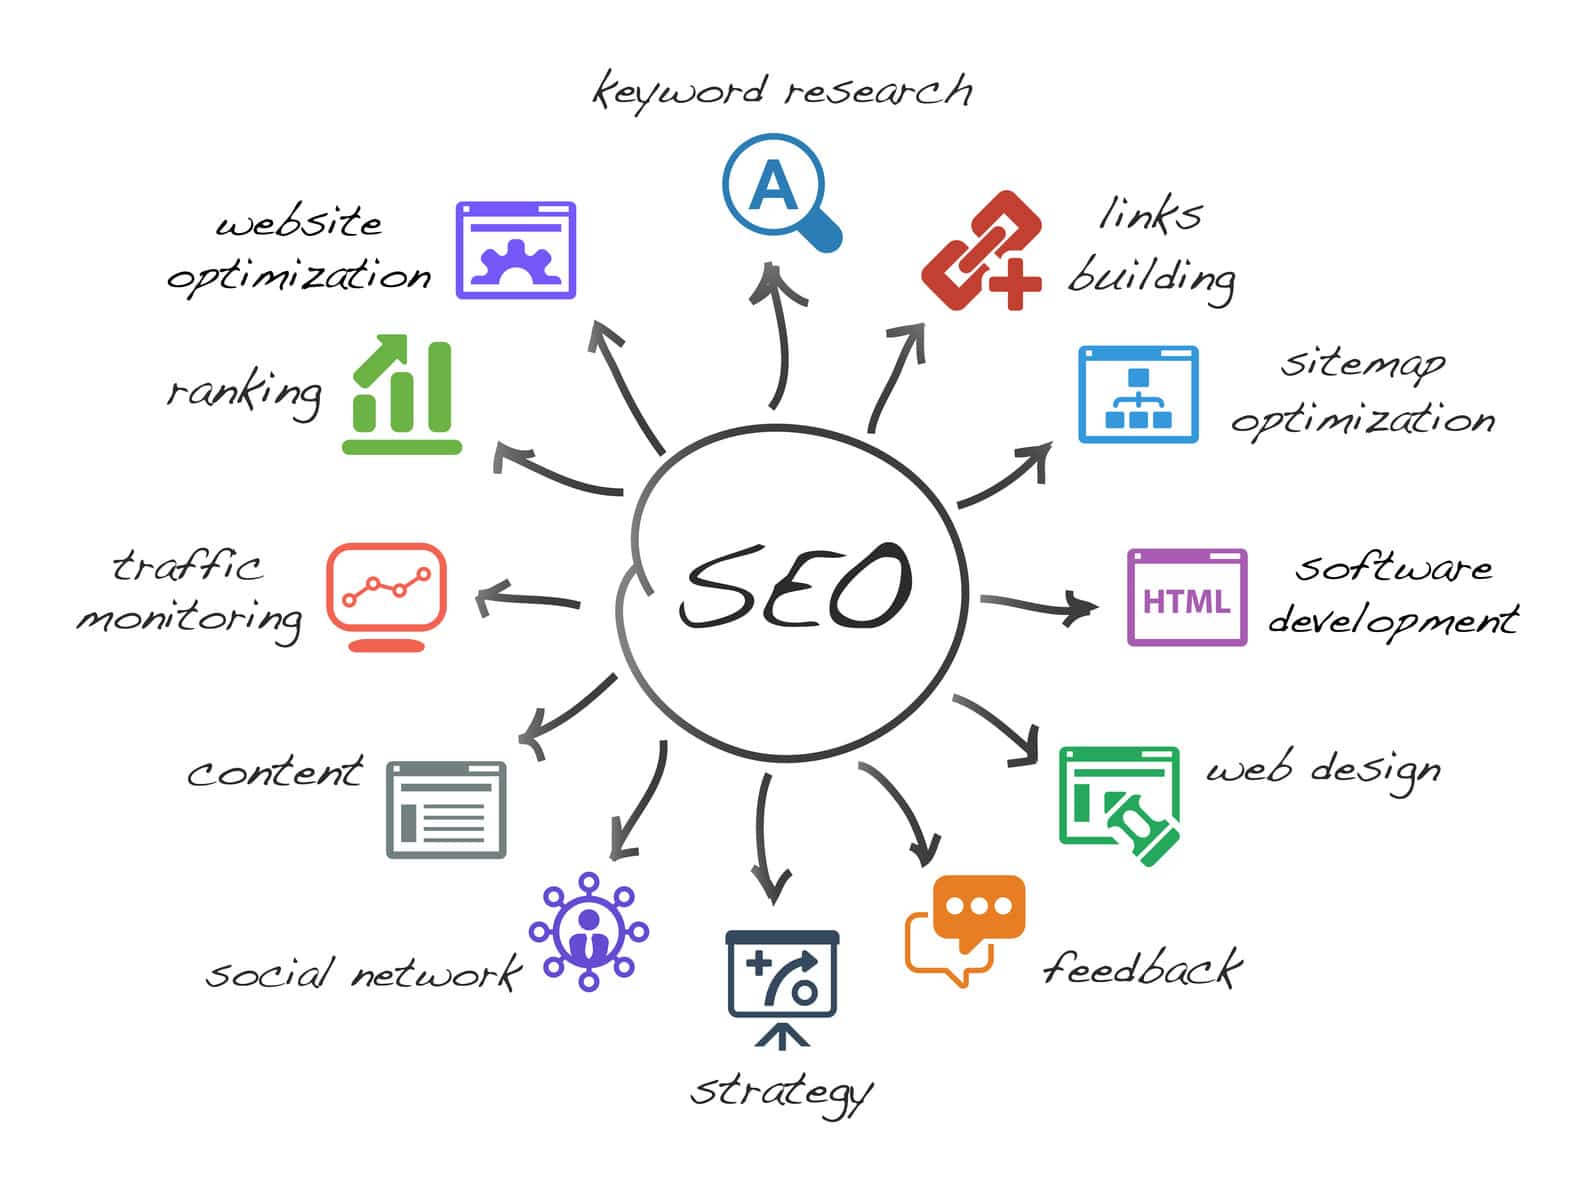 keyword research
A
links
building
sitemap
optimization
HTML
software
development
web design
feedback
strategy
social network
content
traffic
monitoring
ranking
website
optimization
SEO